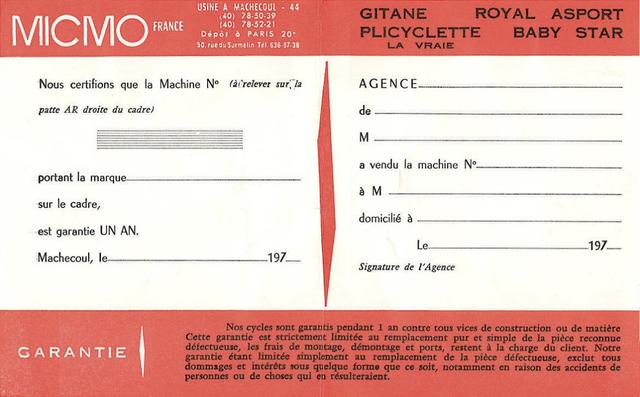 MICMO FRANCE
USINE A MACHECOUL - 44
(40) 78-50-39
(40) 78-52-21
Dépôt à PARIS 20ᵉ
50, rue du Surmelin Tél. 636-87-38
GITANE ROYAL ASPORT
PLICYCLETTE BABY STAR
LA VRAIE
Nous certifions que la Machine Nº (à relever sur la
patte AR droite du cadre)
portant la marque
sur le cadre,
est garantie UN AN.
Machecoul, le 197
AGENCE
de
M
a vendu la machine Nº
à M
domicilié à
Le 197
Signature de l'Agence
GARANTIE
Nos cycles sont garantis pendant 1 an contre tous vices de construction ou de matière
Cette garantie est strictement limitée au remplacement pur et simple de la pièce reconnue
défectueuse, les frais de montage, démontage et ports, restent à la charge du client. Notre
garantie étant limitée simplement au remplacement de la pièce défectueuse, exclut tous
dommages et intérêts sous quelque forme que ce soit, notamment en raison des accidents de
personnes ou de choses qui en résulteraient.